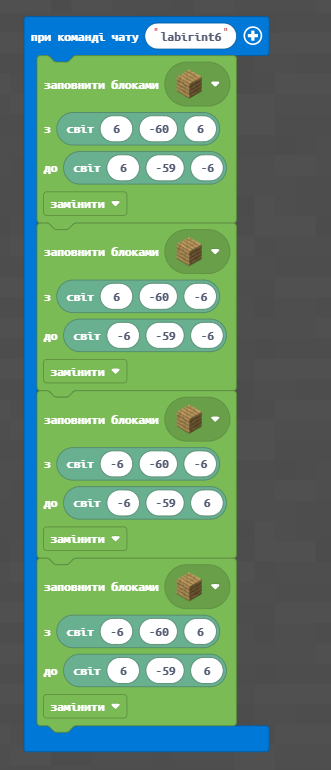 при команді чату "labirint6"
заповнити блоками
з світ 6 -60 6
до світ 6 -59 -6
замінити
заповнити блоками
з світ 6 -60 -6
до світ -6 -59 -6
замінити
заповнити блоками
з світ -6 -60 -6
до світ -6 -59 6
замінити
заповнити блоками
з світ -6 -60 6
до світ 6 -59 6
замінити